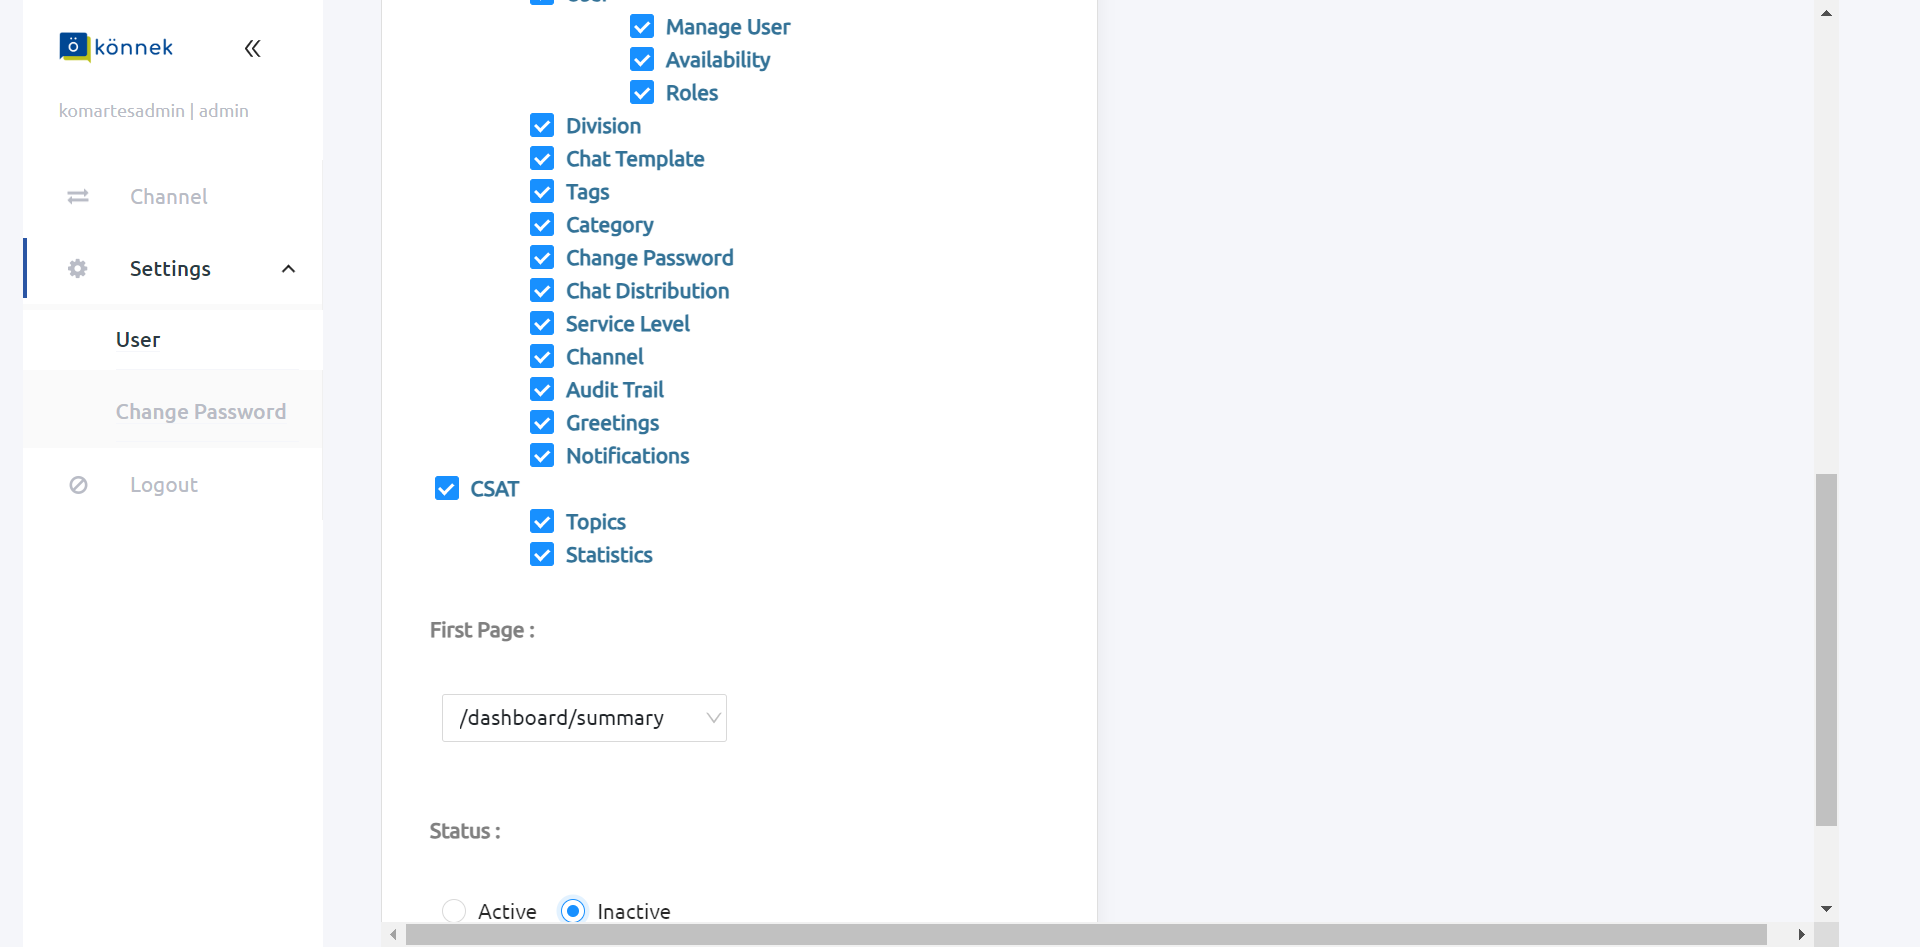 ö könnek
komartesadmin | admin
Channel
Settings
User
Change Password
Logout
User
Manage User
Availability
Roles
Division
Chat Template
Tags
Category
Change Password
Chat Distribution
Service Level
Channel
Audit Trail
Greetings
Notifications
CSAT
Topics
Statistics
First Page :
/dashboard/summary
Status :
Active Inactive